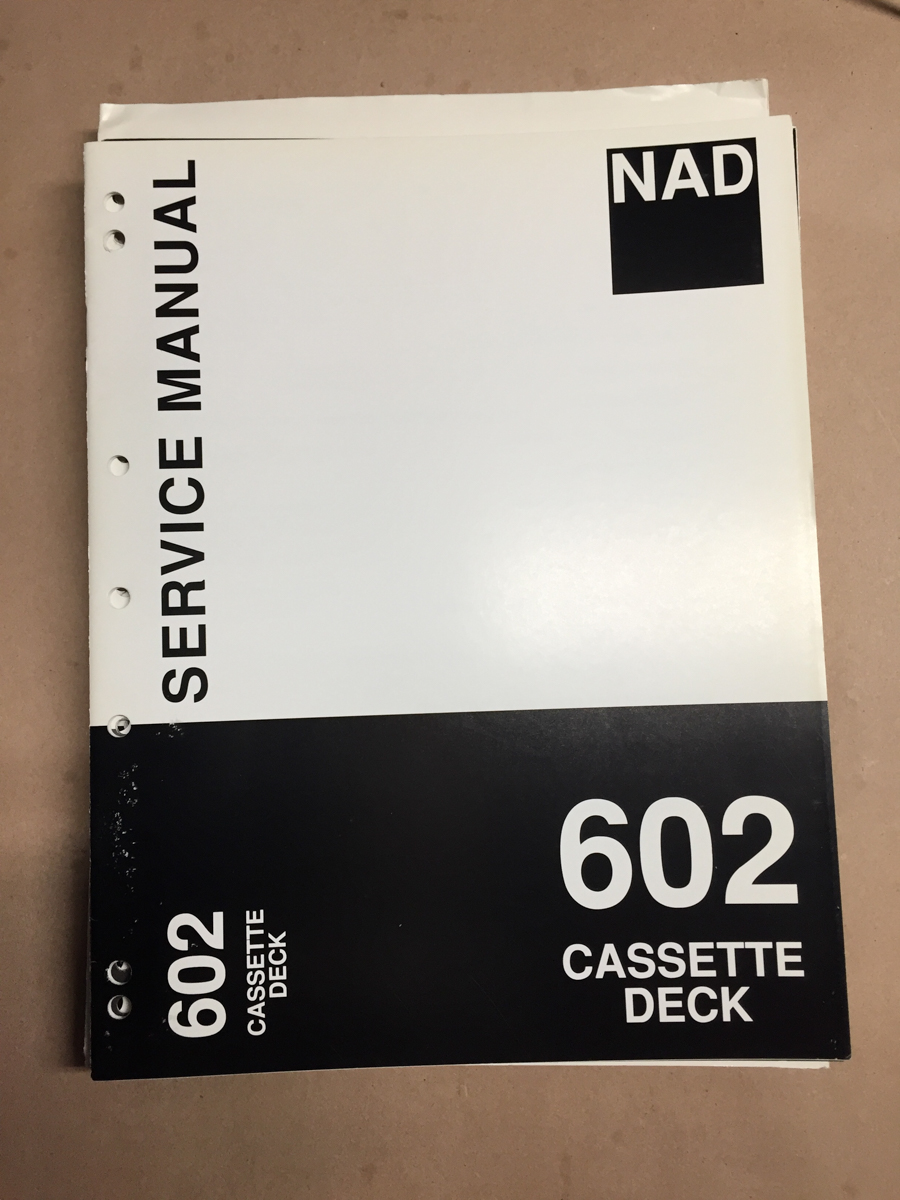 NAD
SERVICE MANUAL
602
CASSETTE
DECK
602
CASSETTE
DECK